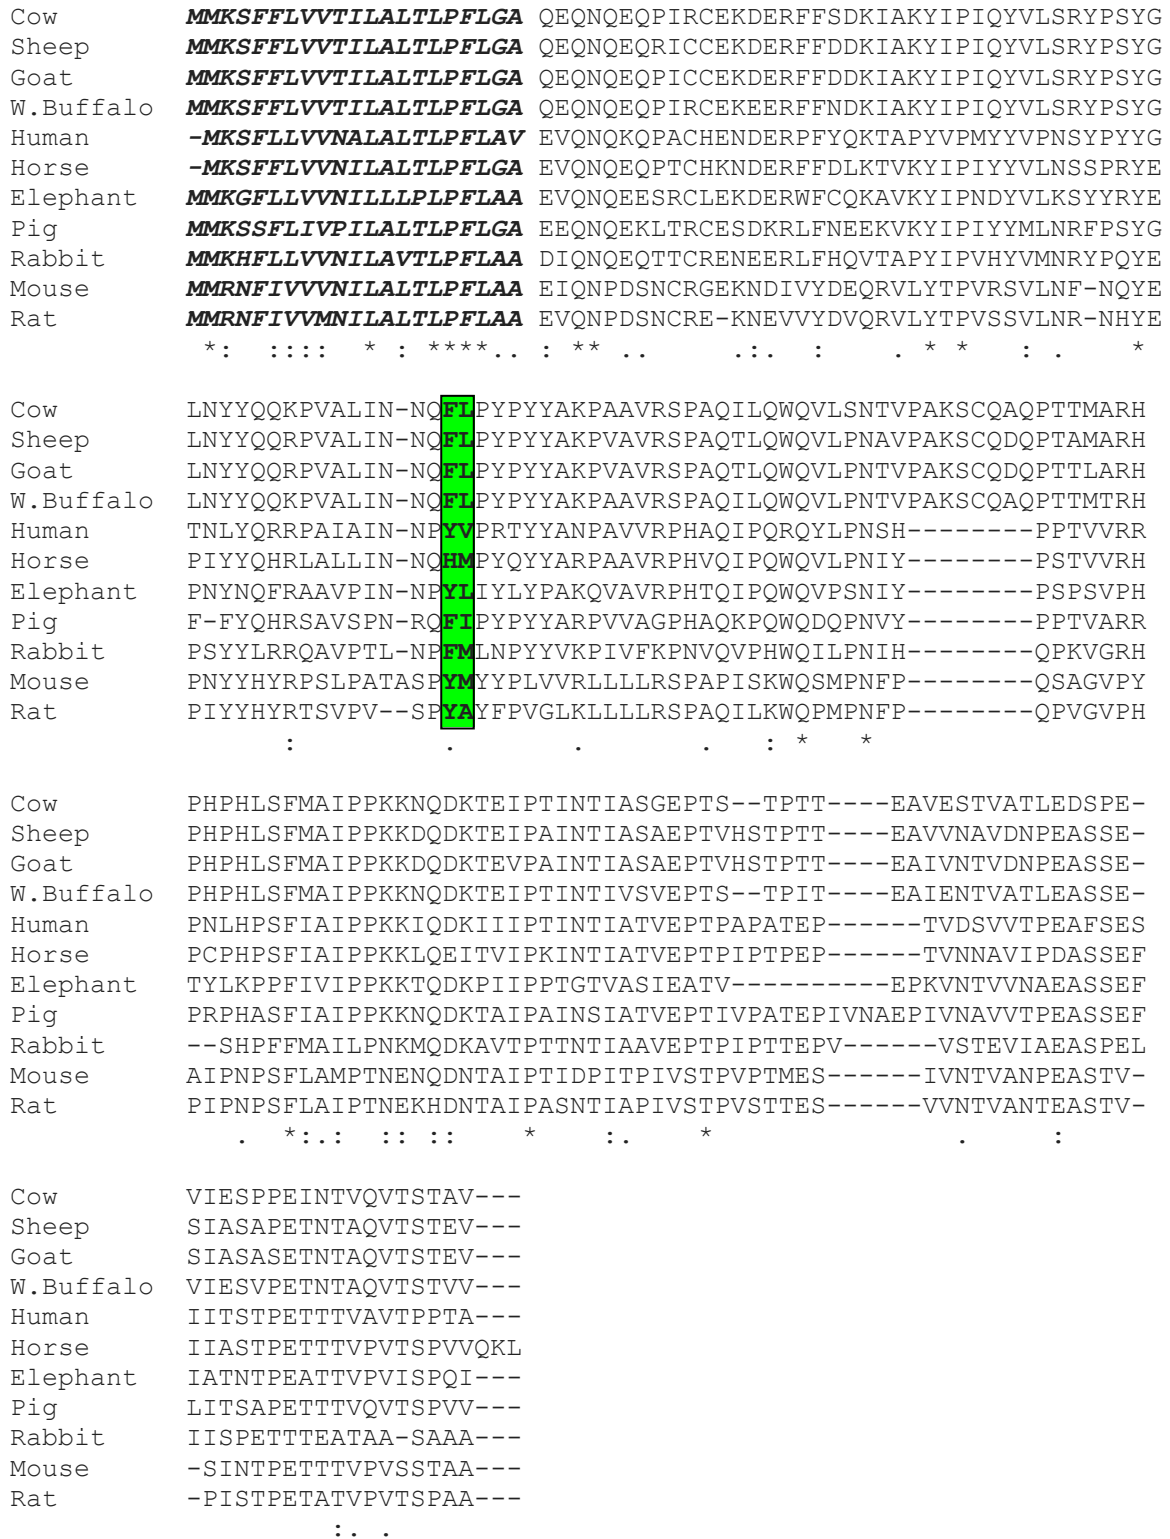 Cow MMKSFFLVVTILALTLPFLGA QEQNQEQPIRCEKDERFFSDKIAKYIPIQYVLSRYPSYG
Sheep MMKSFFLVVTILALTLPFLGA QEQNQEQRICCEKDERFFDDKIAKYIPIQYVLSRYPSYG
Goat MMKSFFLVVTILALTLPFLGA QEQNQEQPICCEKDERFFDDKIAKYIPIQYVLSRYPSYG
W.Buffalo MMKSFFLVVTILALTLPFLGA QEQNQEQPIRCEKEERFFNDKIAKYIPIQYVLSRYPSYG
Human -MKSFLLVVNALALTLPFLAV EVQNQKQPACHENDERPFYQKTAPYVPMYYVPNSYPYYG
Horse -MKSFFLVVNILALTLPFLGA EVQNQEQPTCHKNDERFFDLKTVKYIPIYYVLNSSPRYE
Elephant MMKGFLLVVNILLLPLPFLAA EVQNQEESRCLEKDERWFCQKAVKYIPNDYVLKSYYRYE
Pig MMKSSFLIVPILALTLPFLGA EEQNQEKLTRCESDKRLFNEEKVKYIPIYYMLNRFPSYG
Rabbit MMKHFLLVVNILAVTLPFLAA DIQNQEQTTCRENEERLFHQVTAPYIPVHYVMNRYPQYE
Mouse MMRNFIVVVNILALTLPFLAA EIQNPDSNCRGEKNDIVYDEQRVLYTPVRSVLNF-NQYE
Rat MMRNFIVVMNILALTLPFLAA EVQNPDSNCRE-KNEVVYDVQRVLYTPVSSVLNR-NHYE
*: :::: * : ****.. : ** .. .:. : . * * : . *
Cow LNYYQQKPVALIN-NQFLPYPYYAKPAAVRSPAQILQWQVLSNTVPAKSCQAQPTTMARH
Sheep LNYYQQRPVALIN-NQFLPYPYYAKPVAVRSPAQTLQWQVLPNAVPAKSCQDQPTAMARH
Goat LNYYQQRPVALIN-NQFLPYPYYAKPVAVRSPAQTLQWQVLPNTVPAKSCQDQPTTLARH
W.Buffalo LNYYQQKPVALIN-NQFLPYPYYAKPAAVRSPAQILQWQVLPNTVPAKSCQAQPTTMTRH
Human TNLYQRRPAIAIN-NPYVPRTYYANPAVVRPHAQIPQRQYLPNSH--------PPTVVRR
Horse PIYYQHRLALLIN-NQHMPYQYYARPAAVRPHVQIPQWQVLPNIY--------PSTVVRH
Elephant PNYNQFRAAVPIN-NPYLIYLYPAKQVAVRPHTQIPQWQVPSNIY--------PSPSVPH
Pig F-FYQHRSAVSPN-RQFIPYPYYARPVVAGPHAQKPQWQDQPNVY--------PPTVARR
Rabbit PSYYLRRQAVPTL-NPFMLNPYYVKPIVFKPNVQVPHWQILPNIH--------QPKVGRH
Mouse PNYYHYRPSLPATASPYMYYPLVVRLLLLRSPAPISKWQSMPNFP--------QSAGVPY
Rat PIYYHYRTSVPV--SPYAYFPVGLKLLLLRSPAQILKWQPMPNFP--------QPVGVPH
: . . . : * *
Cow PHPHLSFMAIPPKKNQDKTEIPTINTIASGEPTS--TPTT----EAVESTVATLEDSPE-
Sheep PHPHLSFMAIPPKKDQDKTEIPAINTIASAEPTVHSTPTT----EAVVNAVDNPEASSE-
Goat PHPHLSFMAIPPKKDQDKTEVPAINTIASAEPTVHSTPTT----EAIVNTVDNPEASSE-
W.Buffalo PHPHLSFMAIPPKKNQDKTEIPTINTIVSVEPTS--TPIT----EAIENTVATLEASSE-
Human PNLHPSFIAIPPKKIQDKIIIPTINTIATVEPTPAPATEP------TVDSVVTPEAFSES
Horse PCPHPSFIAIPPKKLQEITVIPKINTIATVEPTPIPTPEP------TVNNAVIPDASSEF
Elephant TYLKPPFIVIPPKKTQDKPIIPPTGTVASIEATV----------EPKVNTVVNAEASSEF
Pig PRPHASFIAIPPKKNQDKTAIPAINSIATVEPTIVPATEPIVNAEPIVNAVVTPEASSEF
Rabbit --SHPFFMAILPNKMQDKAVTPTTNTIAAVEPTPIPTTEPV------VSTEVIAEASPEL
Mouse AIPNPSFLAMPTNENQDNTAIPTIDPITPIVSTPVPTMES------IVNTVANPEASTV-
Rat PIPNPSFLAIPTNEKHDNTAIPASNTIAPIVSTPVSTTES------VVNTVANTEASTV-
. *:.: :: :: * :. * . :
Cow VIESPPEINTVQVTSTAV---
Sheep SIASAPETNTAQVTSTEV---
Goat SIASASETNTAQVTSTEV---
W.Buffalo VIESVPETNTAQVTSTVV---
Human IITSTPETTTVAVTPPTA---
Horse IIASTPETTTVPVTSPVVQKL
Elephant IATNTPEATTVPVISPQI---
Pig LITSAPETTTVQVTSPVV---
Rabbit IISPETTTEATAA-SAAA---
Mouse -SINTPETTTVPVSSTAA---
Rat -PISTPETATVPVTSPAA---
:. .